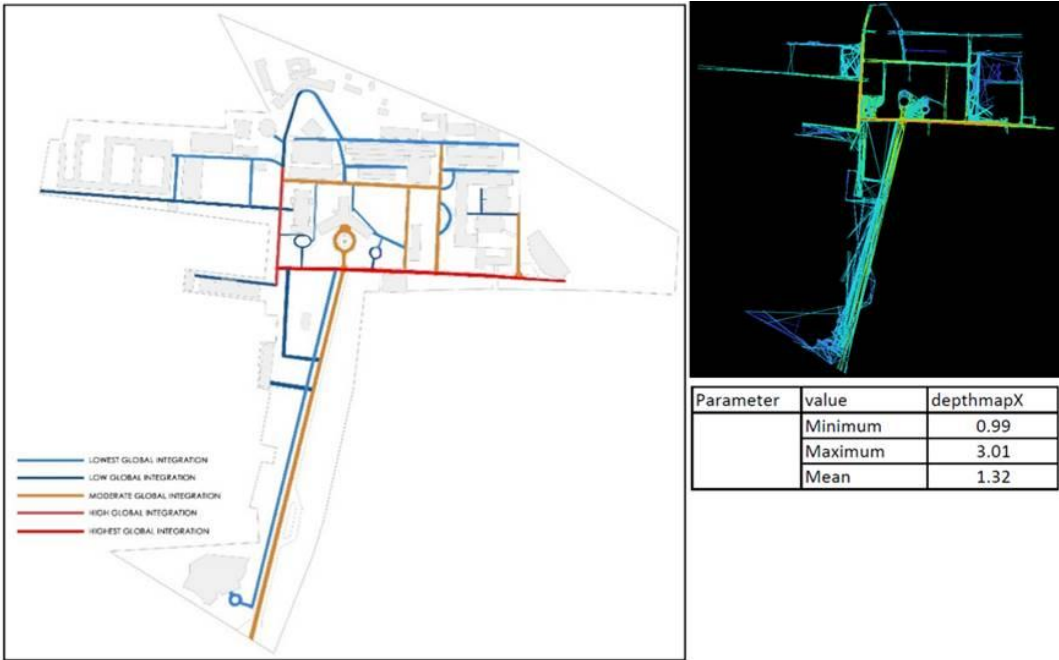 LOWEST GLOBAL INTEGRATION
LOW GLOBAL INTEGRATION
MODERATE GLOBAL INTEGRATION
HIGH GLOBAL INTEGRATION
HIGHEST GLOBAL INTEGRATION
Parameter value depthmapX
Minimum 0.99
Maximum 3.01
Mean 1.32